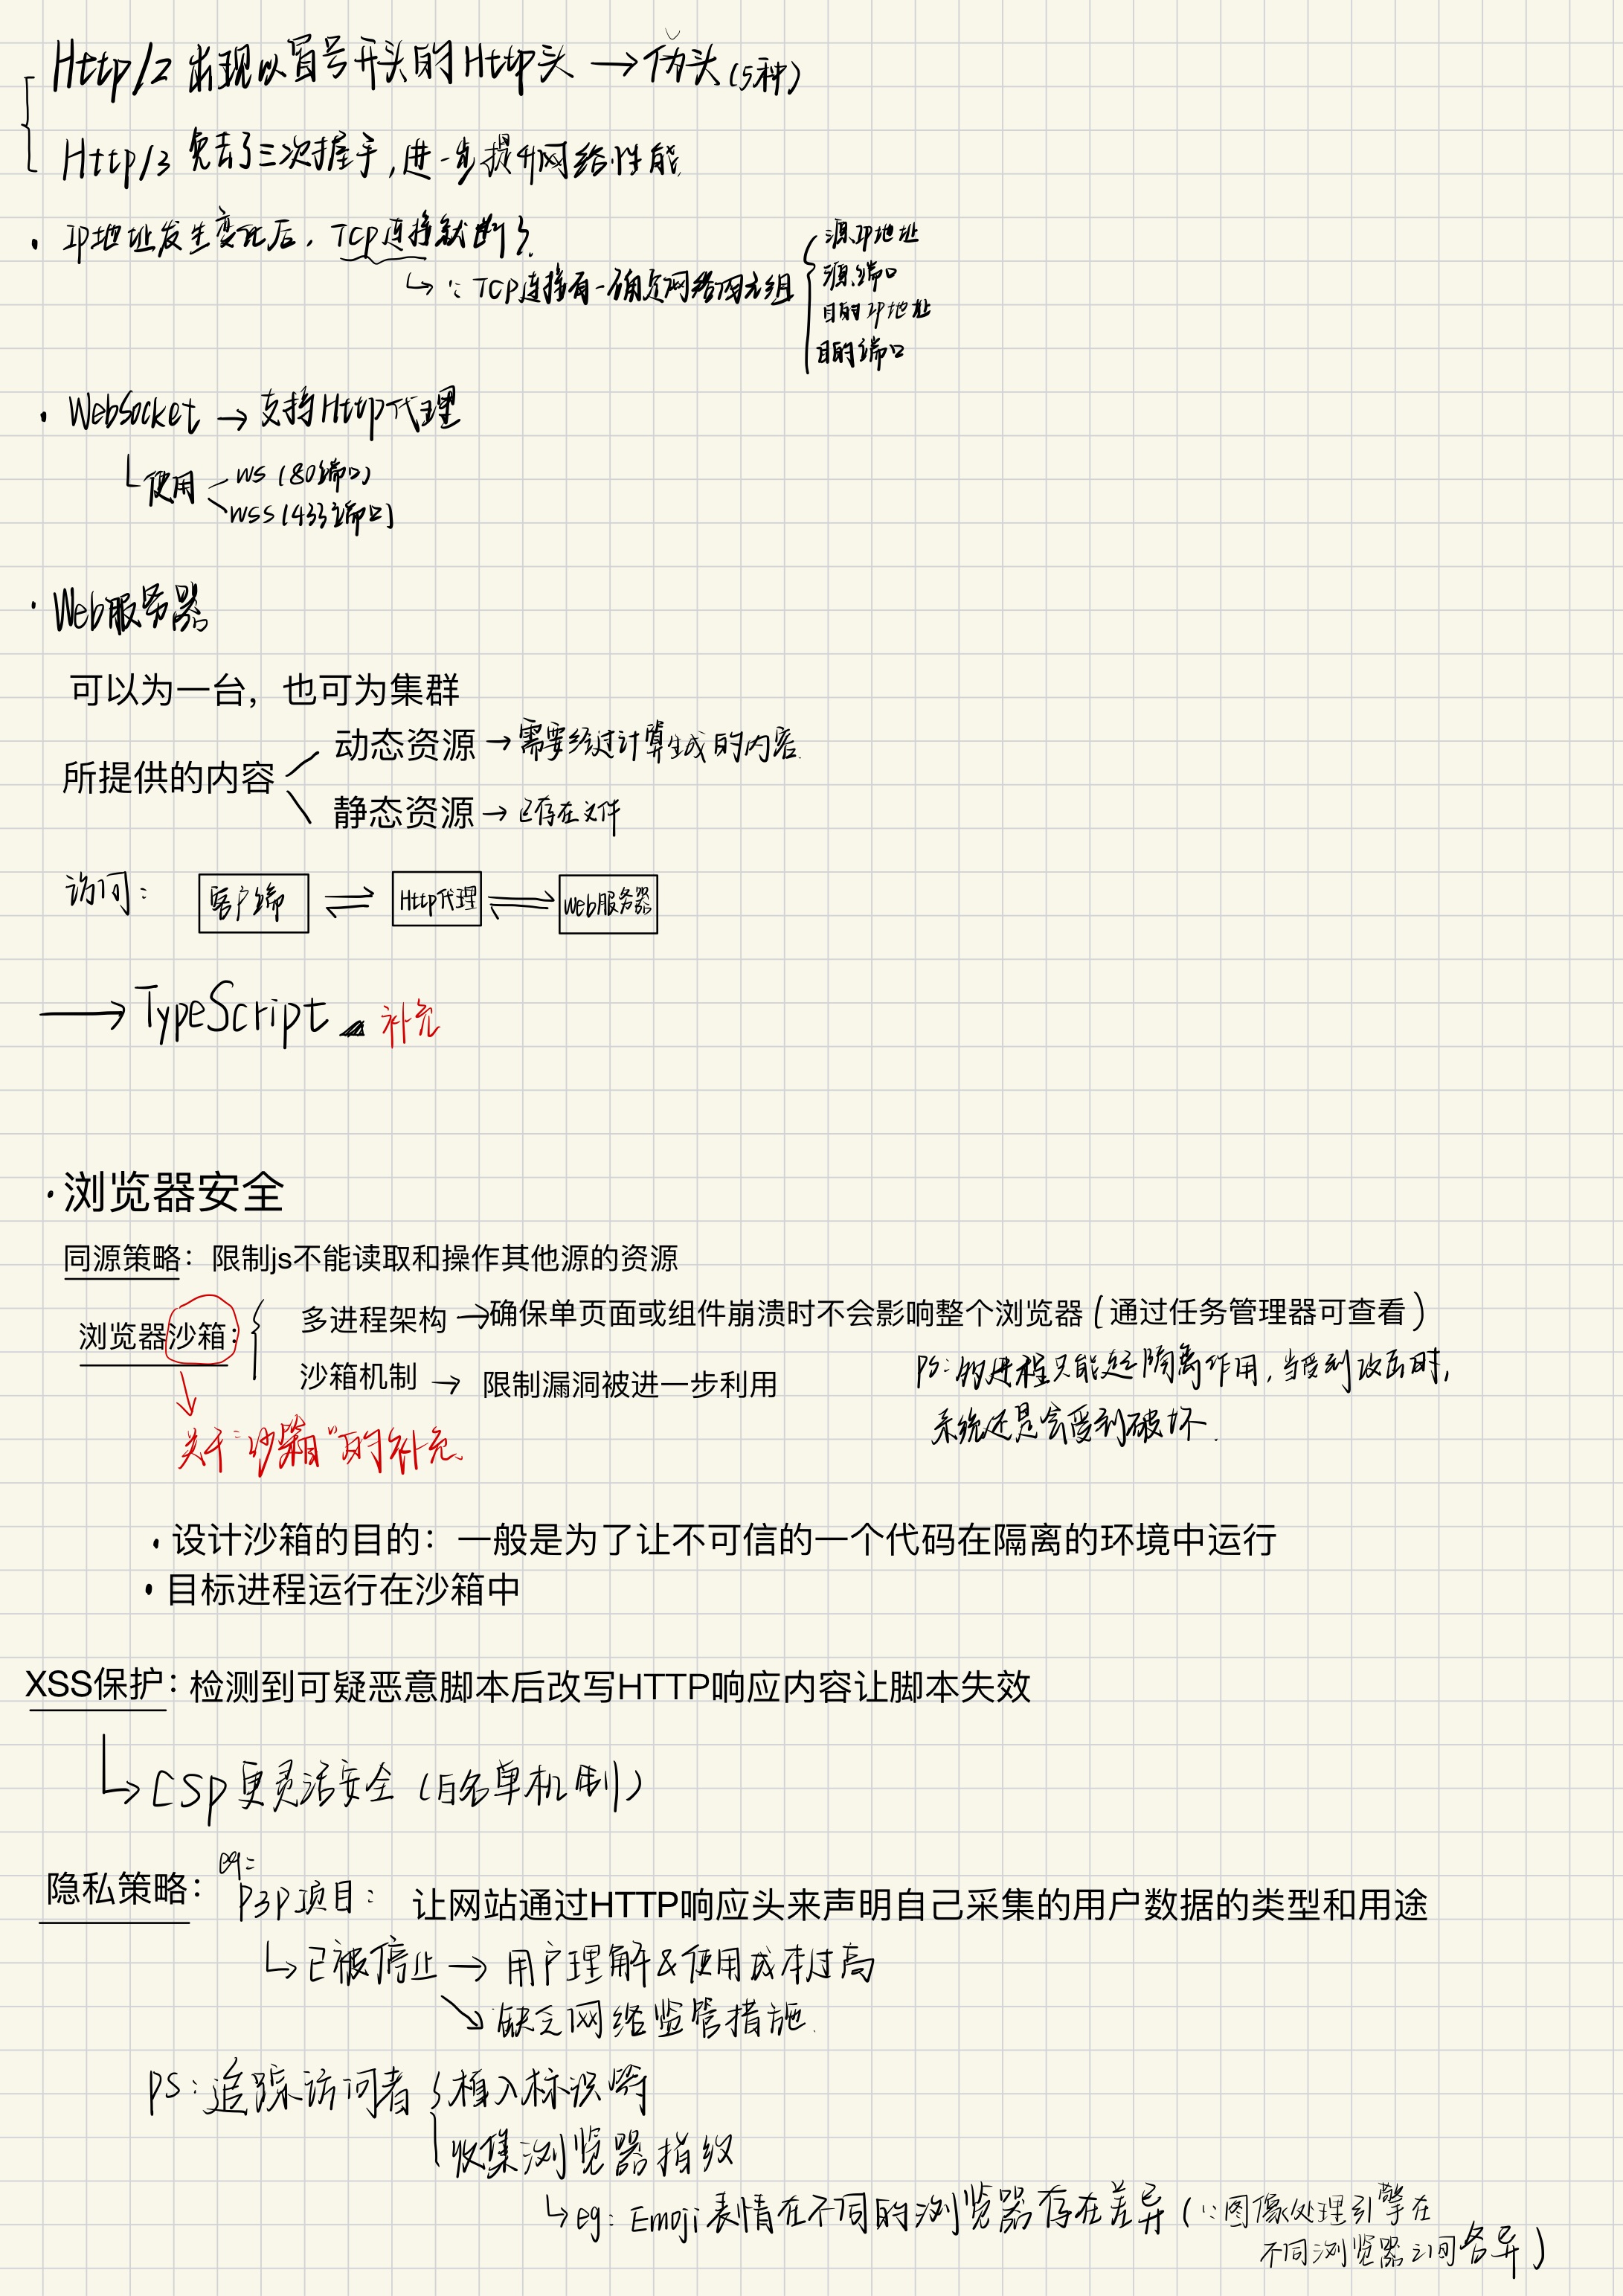 Http/2 出现以冒号开头的Http头 → 伪头(5种)
Http/3 免去了三次握手,进一步提升网络性能
· IP地址发生变化后,TCP连接就断了.
↳ ∵ TCP连接有一确定网络四元组
源IP地址
源端口
目的IP地址
目的端口
· WebSocket → 支持Http代理
使用
WS (80端口)
WSS(433端口)
· Web服务器
可以为一台,也可为集群
所提供的内容
动态资源 → 需要经过计算生成的内容.
静态资源 → 已存在文件
访问:
客户端
Http代理
Web服务器
→ TypeScript 补充
· 浏览器安全
同源策略:限制js不能读取和操作其他源的资源
浏览器沙箱:
多进程架构 → 确保单页面或组件崩溃时不会影响整个浏览器(通过任务管理器可查看)
沙箱机制 → 限制漏洞被进一步利用
PS: 进程只能起隔离作用,当受到攻击时,
系统还是会受到破坏.
关于"沙箱"的补充
· 设计沙箱的目的:一般是为了让不可信的一个代码在隔离的环境中运行
· 目标进程运行在沙箱中
XSS保护:检测到可疑恶意脚本后改写HTTP响应内容让脚本失效
↳ CSP更灵活安全(白名单机制)
隐私策略:
eg:
P3P项目: 让网站通过HTTP响应头来声明自己采集的用户数据的类型和用途
↳ 已被停止 → 用户理解&使用成本过高
↘ 缺乏网络监管措施.
PS: 追踪访问者
植入标识等
收集浏览器指纹
↳ eg: Emoji表情在不同的浏览器存在差异(∵图像处理引擎在
不同浏览器之间各异)